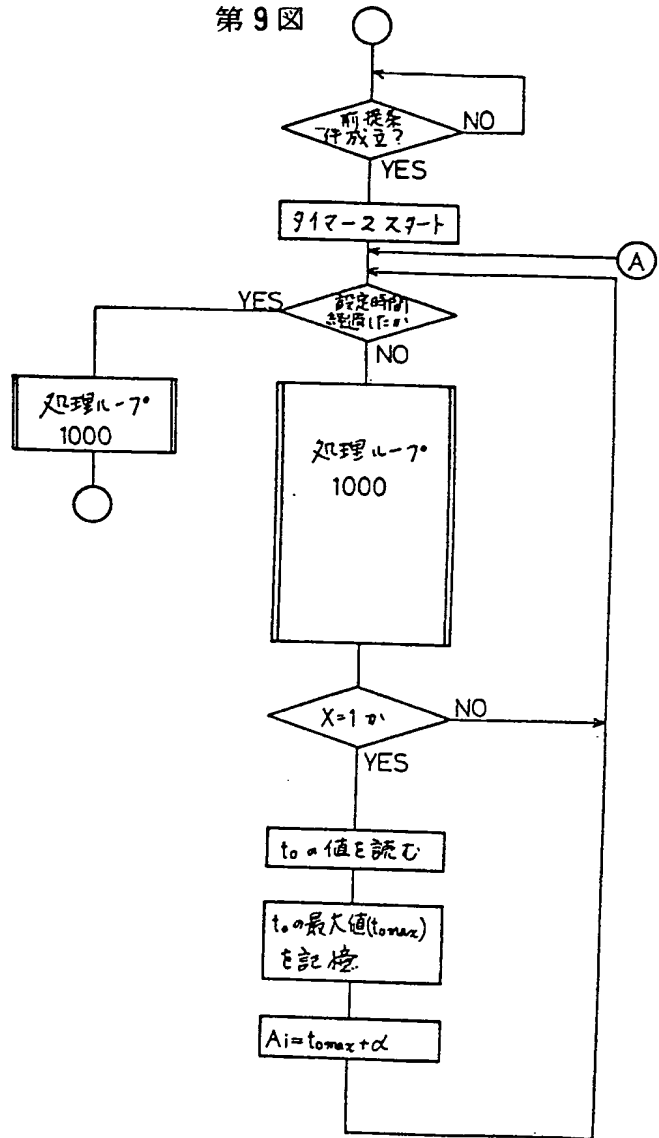 第9図
前提条
件成立?
NO
YES
タイマー2スタート
A
YES
設定時間
経過したか
NO
処理ループ
1000
処理ループ
1000
X=1か
NO
YES
t₀の値を読む
t₀の最大値(t₀max)
を記憶
Ai=t₀max+α